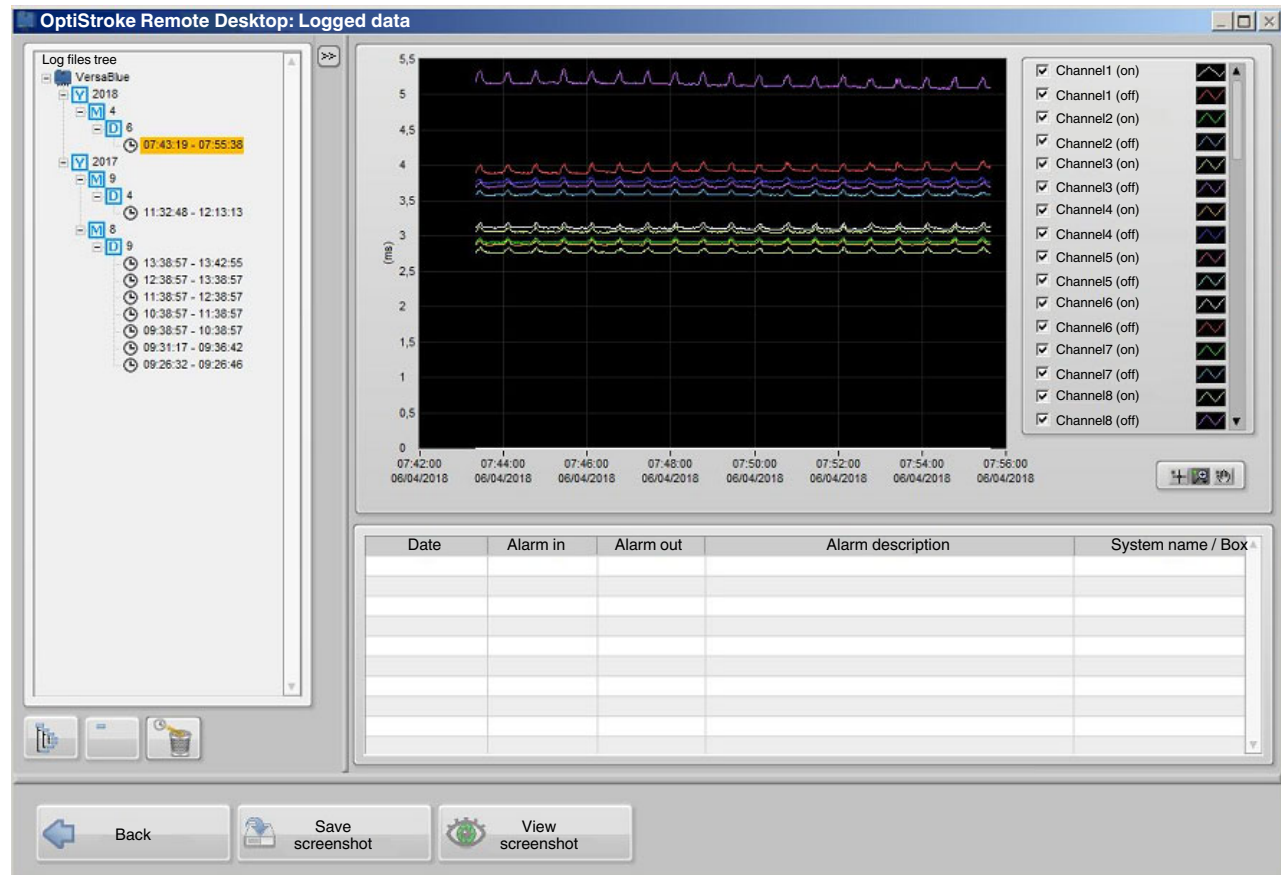 OptiStroke Remote Desktop: Logged data
Log files tree
VersaBlue
Y 2018
M 4
D 6
07:43:19 - 07:55:38
Y 2017
M 9
D 4
11:32:48 - 12:13:13
M 8
D 9
13:38:57 - 13:42:55
12:38:57 - 13:38:57
11:38:57 - 12:38:57
10:38:57 - 11:38:57
09:38:57 - 10:38:57
09:31:17 - 09:36:42
09:26:32 - 09:26:46
>>
(ms)
5,5
5
4,5
4
3,5
3
2,5
2
1,5
1
0,5
0
07:42:00 07:44:00 07:46:00 07:48:00 07:50:00 07:52:00 07:54:00 07:56:00
06/04/2018 06/04/2018 06/04/2018 06/04/2018 06/04/2018 06/04/2018 06/04/2018 06/04/2018
Channel1 (on)
Channel1 (off)
Channel2 (on)
Channel2 (off)
Channel3 (on)
Channel3 (off)
Channel4 (on)
Channel4 (off)
Channel5 (on)
Channel5 (off)
Channel6 (on)
Channel6 (off)
Channel7 (on)
Channel7 (off)
Channel8 (on)
Channel8 (off)
Date Alarm in Alarm out Alarm description System name / Box
Back
Save
screenshot
View
screenshot